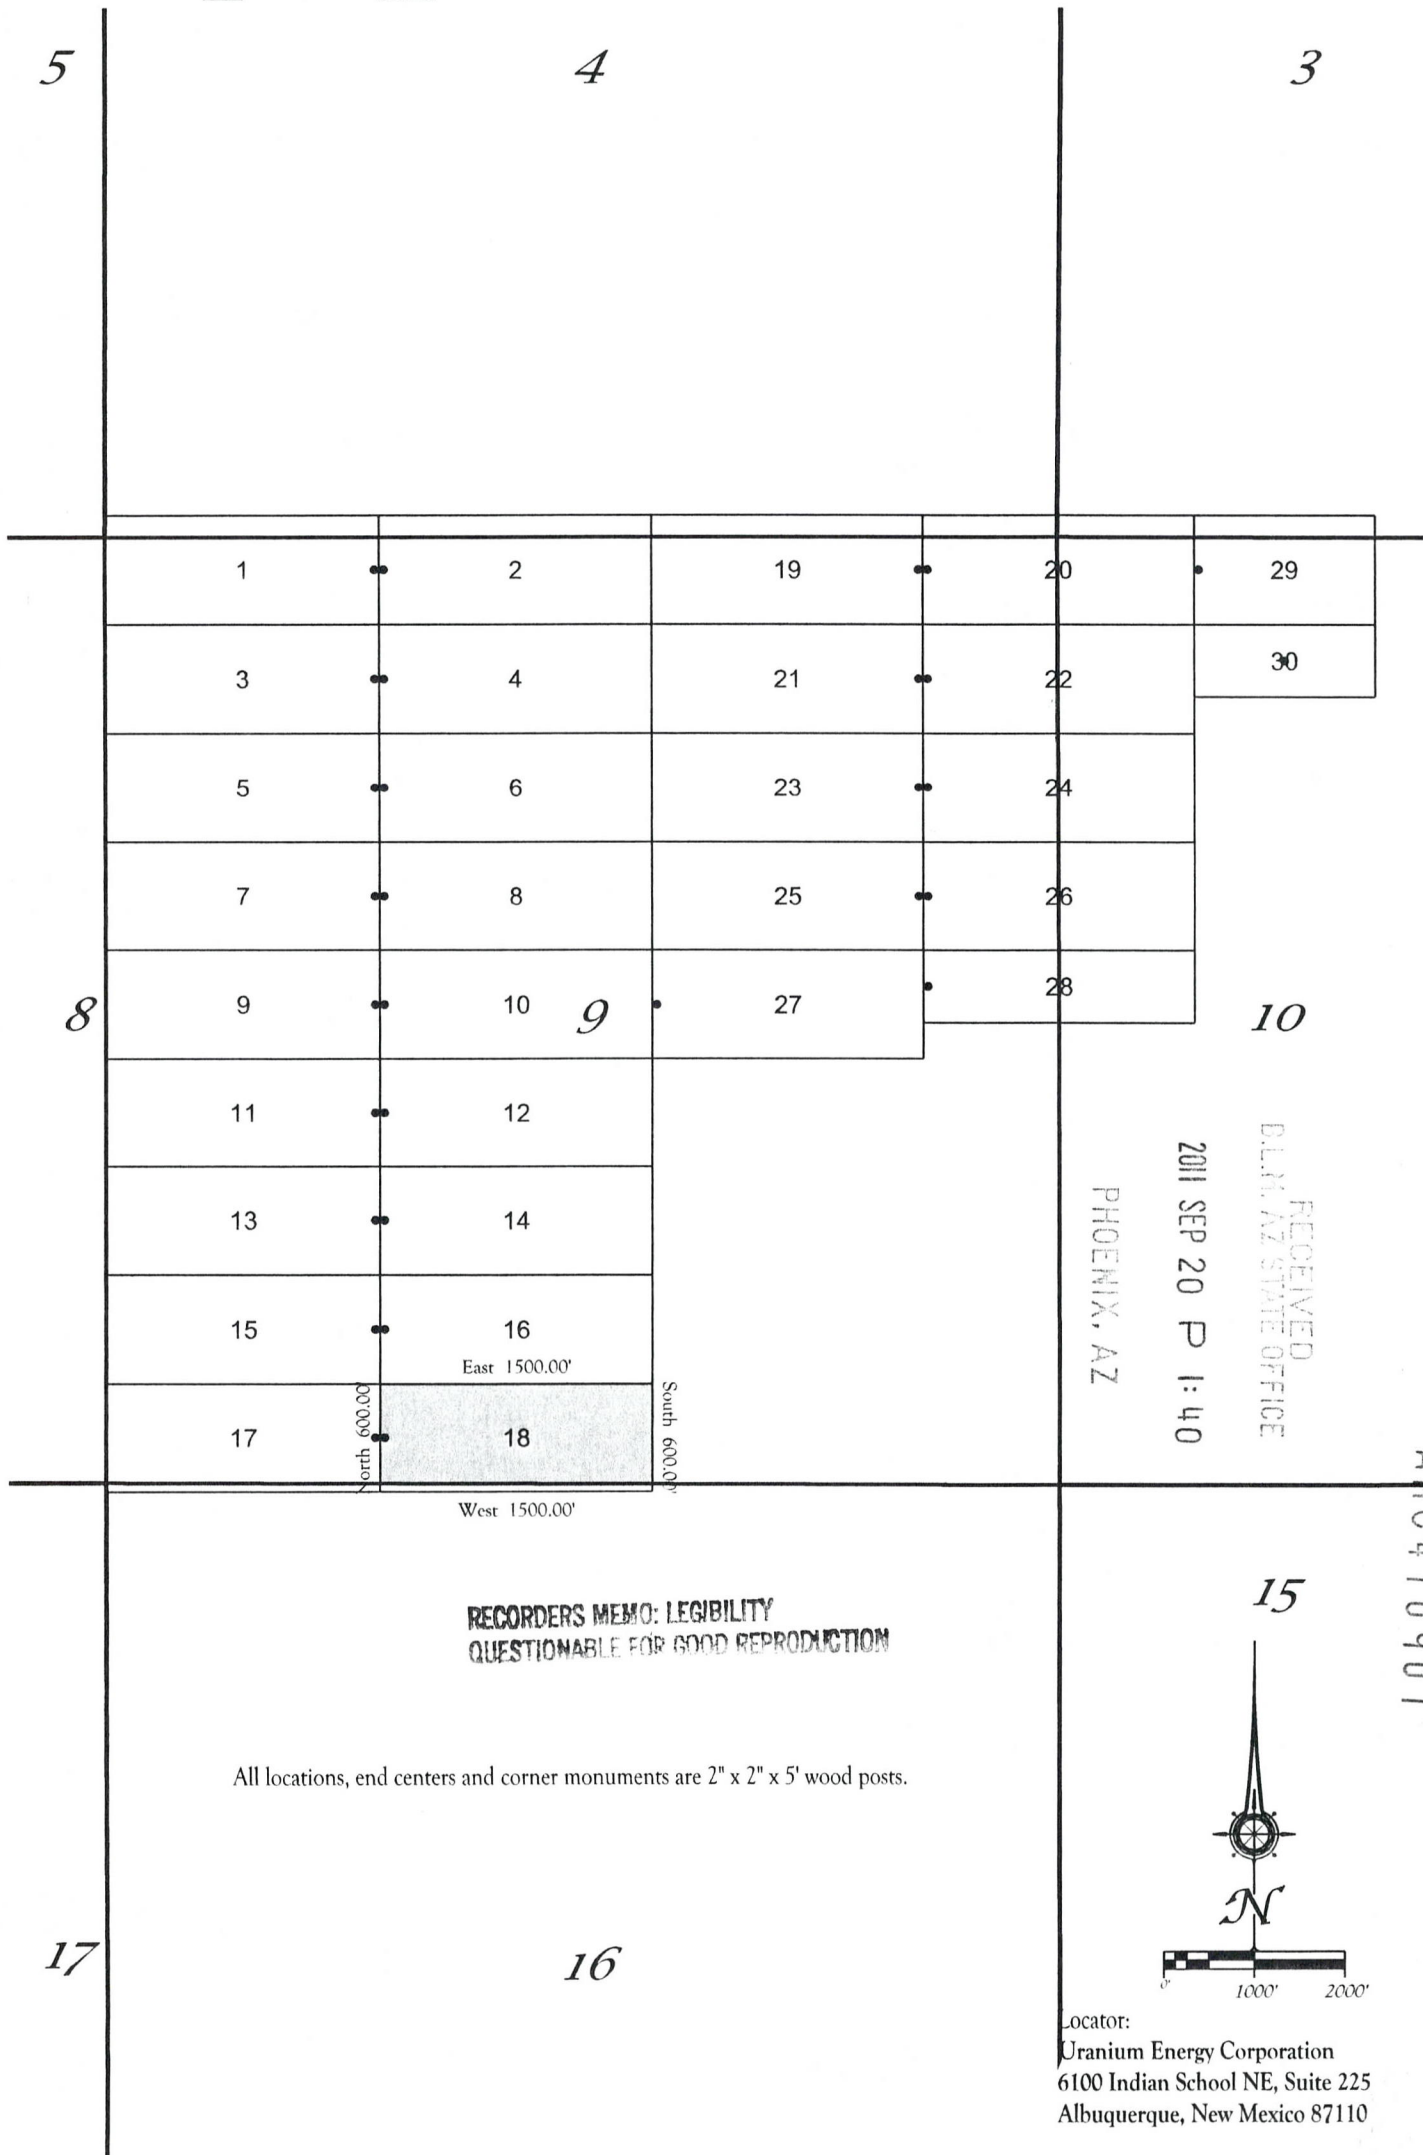 5 4 3
1 2 19 20 29
3 4 21 22 30
5 6 23 24
7 8 25 26
8 9 10 9 27 28 10
11 12
13 14
15 16
East 1500.00'
North 600.00'
17 18
South 600.00'
West 1500.00'
RECEIVED
B.L.M. AZ STATE OFFICE
2011 SEP 20 P 1:40
PHOENIX, AZ
RECORDERS MEMO: LEGIBILITY
QUESTIONABLE FOR GOOD REPRODUCTION
15
All locations, end centers and corner monuments are 2" x 2" x 5' wood posts.
N
17 16
0' 1000' 2000'
Locator:
Uranium Energy Corporation
6100 Indian School NE, Suite 225
Albuquerque, New Mexico 87110